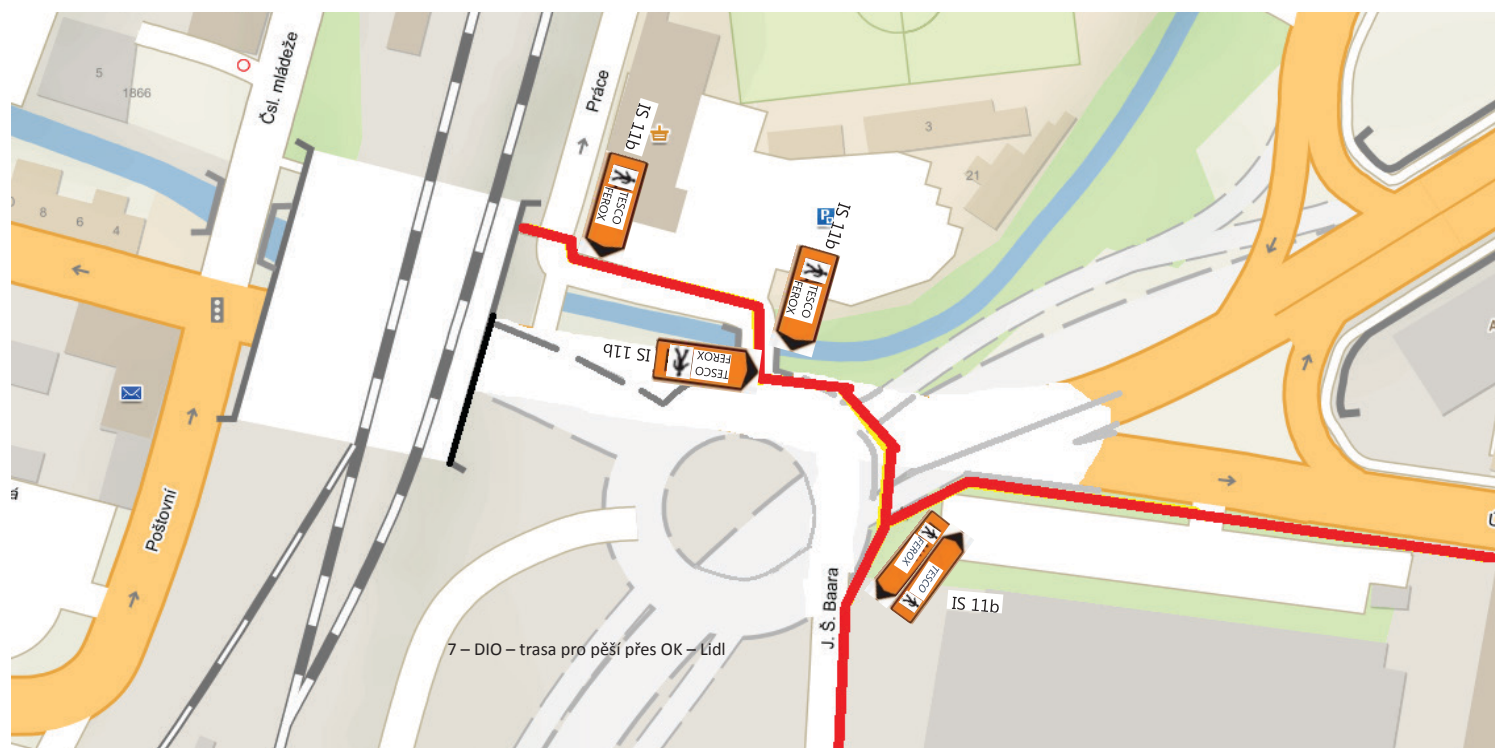 5
1866
Čsl. mládeže
8
6
4
Práce
IS 11b
TESCO
FEROX
3
21
P
IS 11b
TESCO
FEROX
IS 11b
TESCO
FEROX
Poštovní
á
J. Š. Baara
FEROX
TESCO
IS 11b
7 – DIO – trasa pro pěší přes OK – Lidl